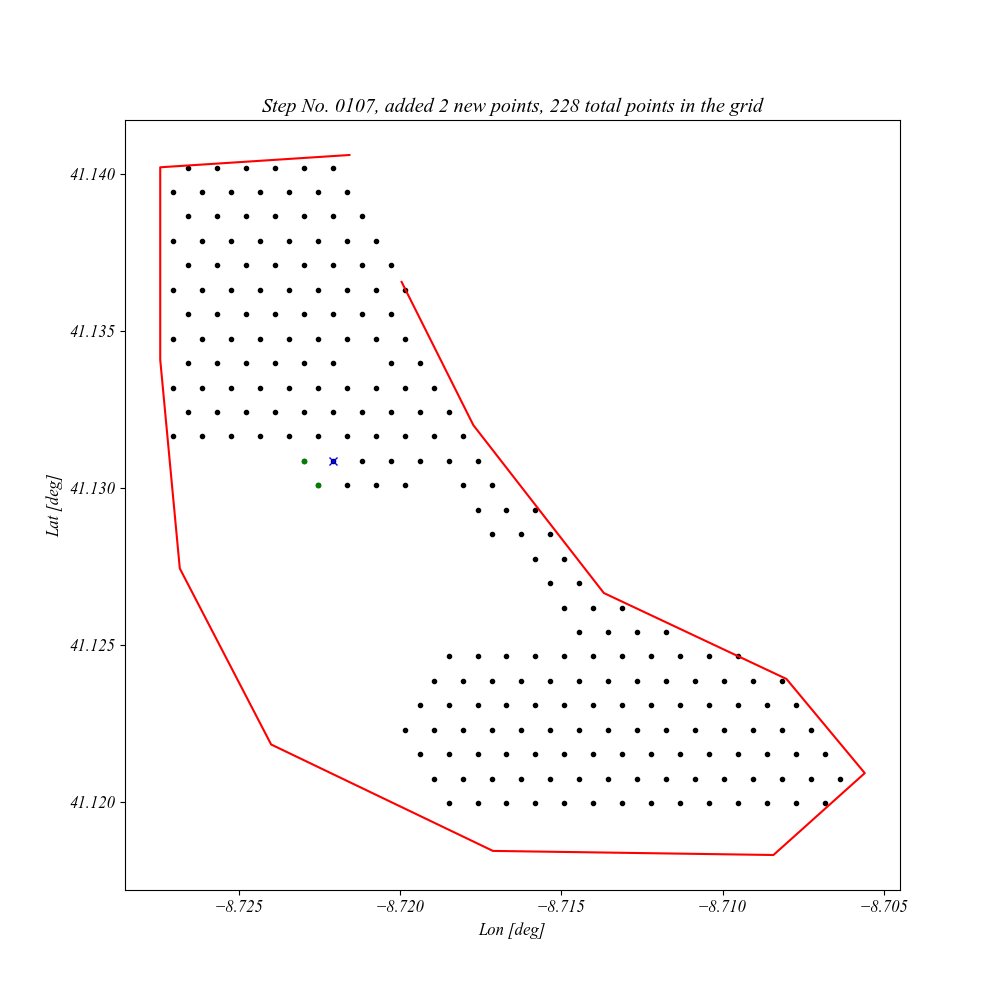 Step No. 0107, added 2 new points, 228 total points in the grid
41.140
41.135
41.130
41.125
41.120
Lat [deg]
−8.725 −8.720 −8.715 −8.710 −8.705
Lon [deg]